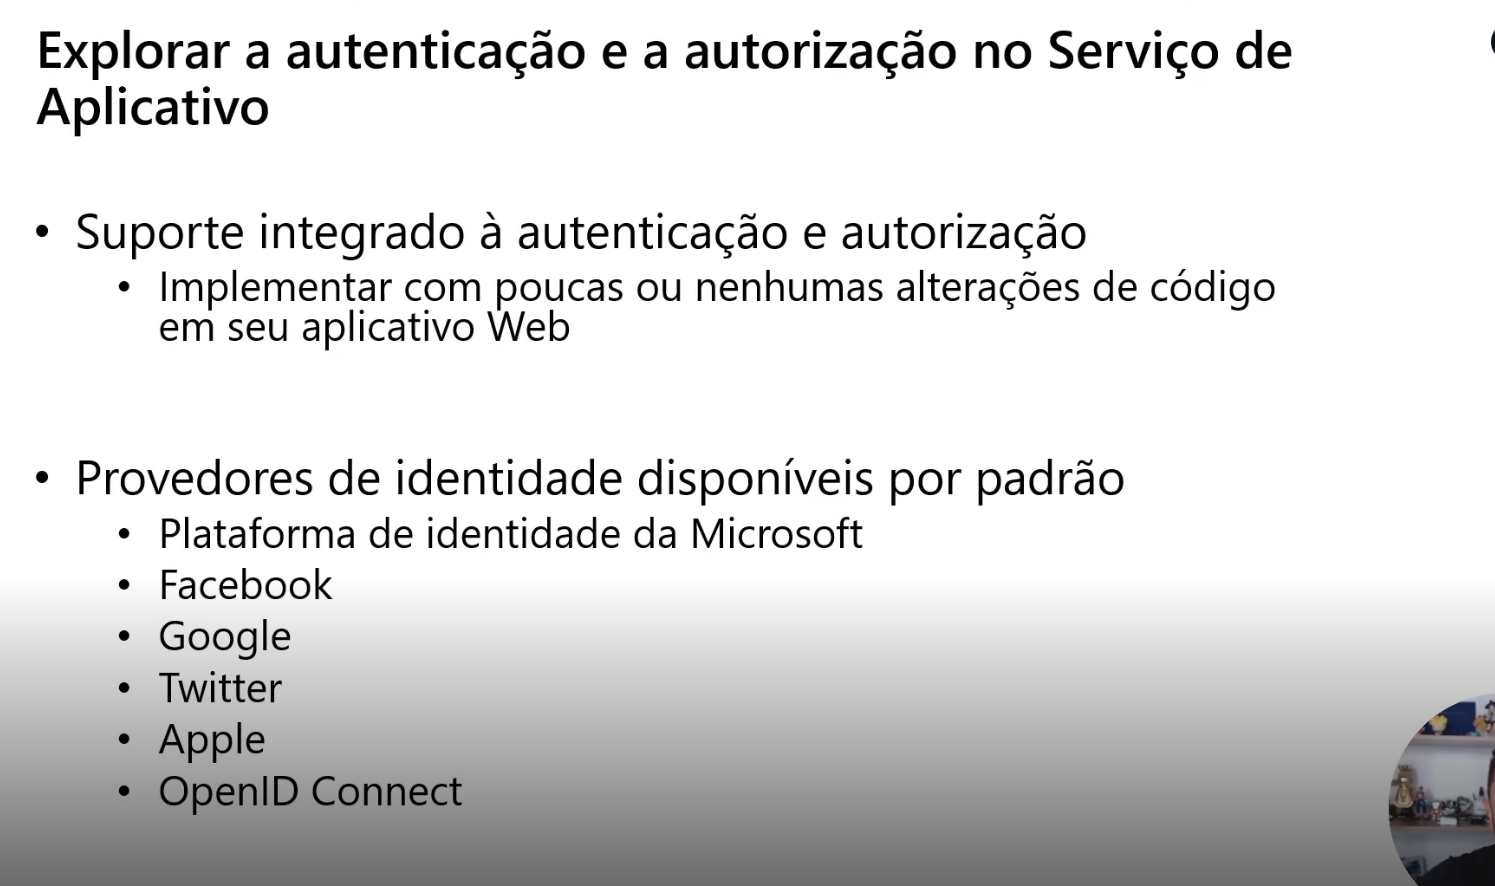 Explorar a autenticação e a autorização no Serviço de
Aplicativo
• Suporte integrado à autenticação e autorização
• Implementar com poucas ou nenhumas alterações de código
em seu aplicativo Web
• Provedores de identidade disponíveis por padrão
• Plataforma de identidade da Microsoft
• Facebook
• Google
• Twitter
• Apple
• OpenID Connect